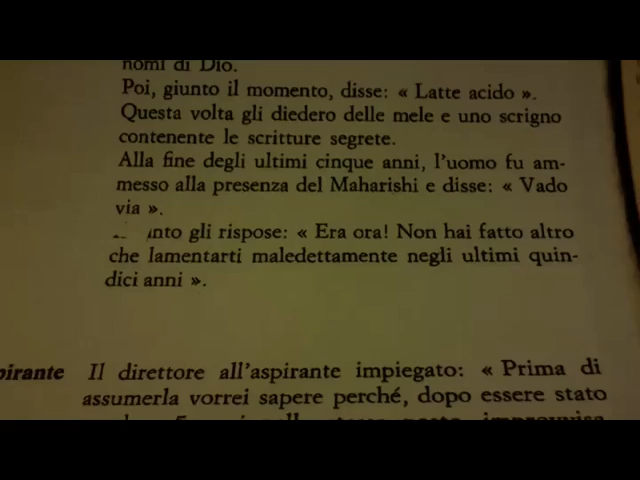 nomi di Dio.
Poi, giunto il momento, disse: « Latte acido ».
Questa volta gli diedero delle mele e uno scrigno
contenente le scritture segrete.
Alla fine degli ultimi cinque anni, l'uomo fu am-
messo alla presenza del Maharishi e disse: « Vado
via ».
gli rispose: « Era ora! Non hai fatto altro
che lamentarti maledettamente negli ultimi quin-
dici anni ».
pirante Il direttore all'aspirante impiegato: « Prima di
assumerla vorrei sapere perché, dopo essere stato